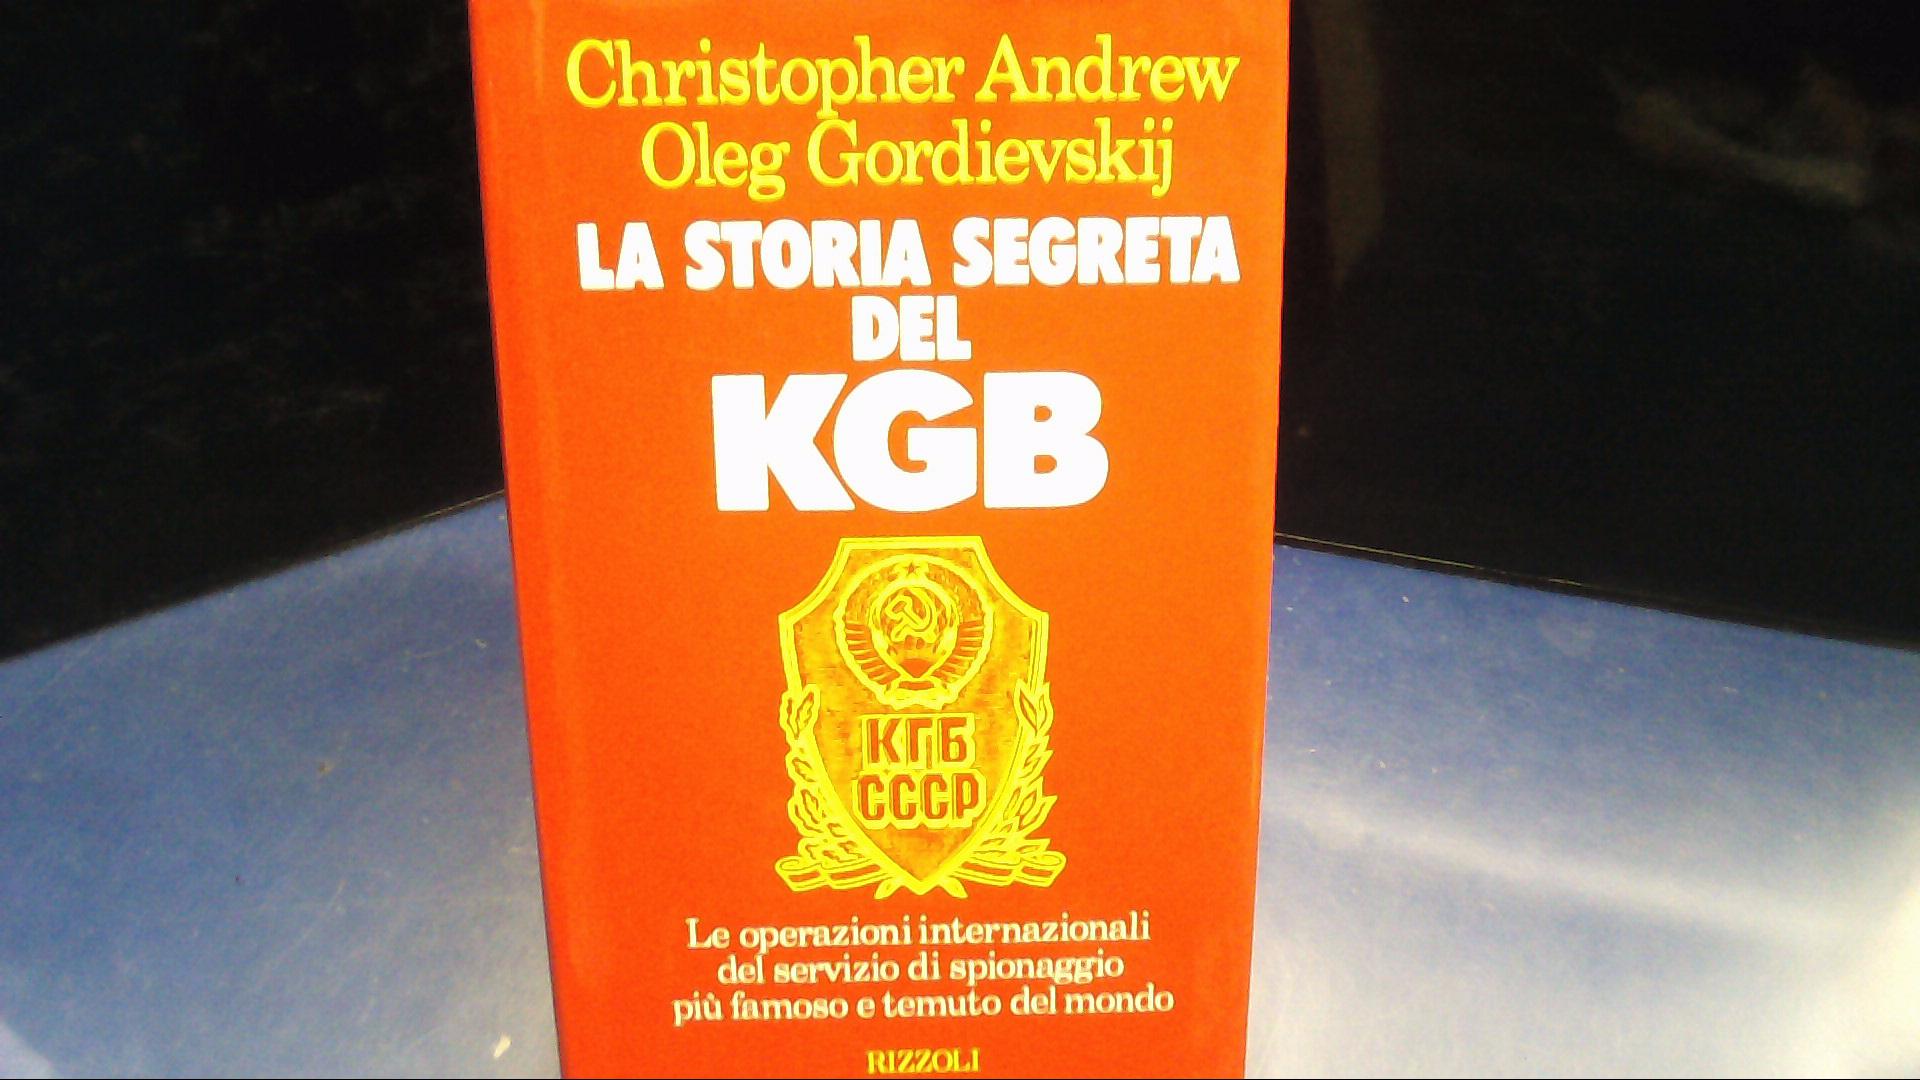 Christopher Andrew
Oleg Gordievskij
LA STORIA SEGRETA
DEL
KGB
КГБ
СССР
Le operazioni internazionali
del servizio di spionaggio
più famoso e temuto del mondo
RIZZOLI